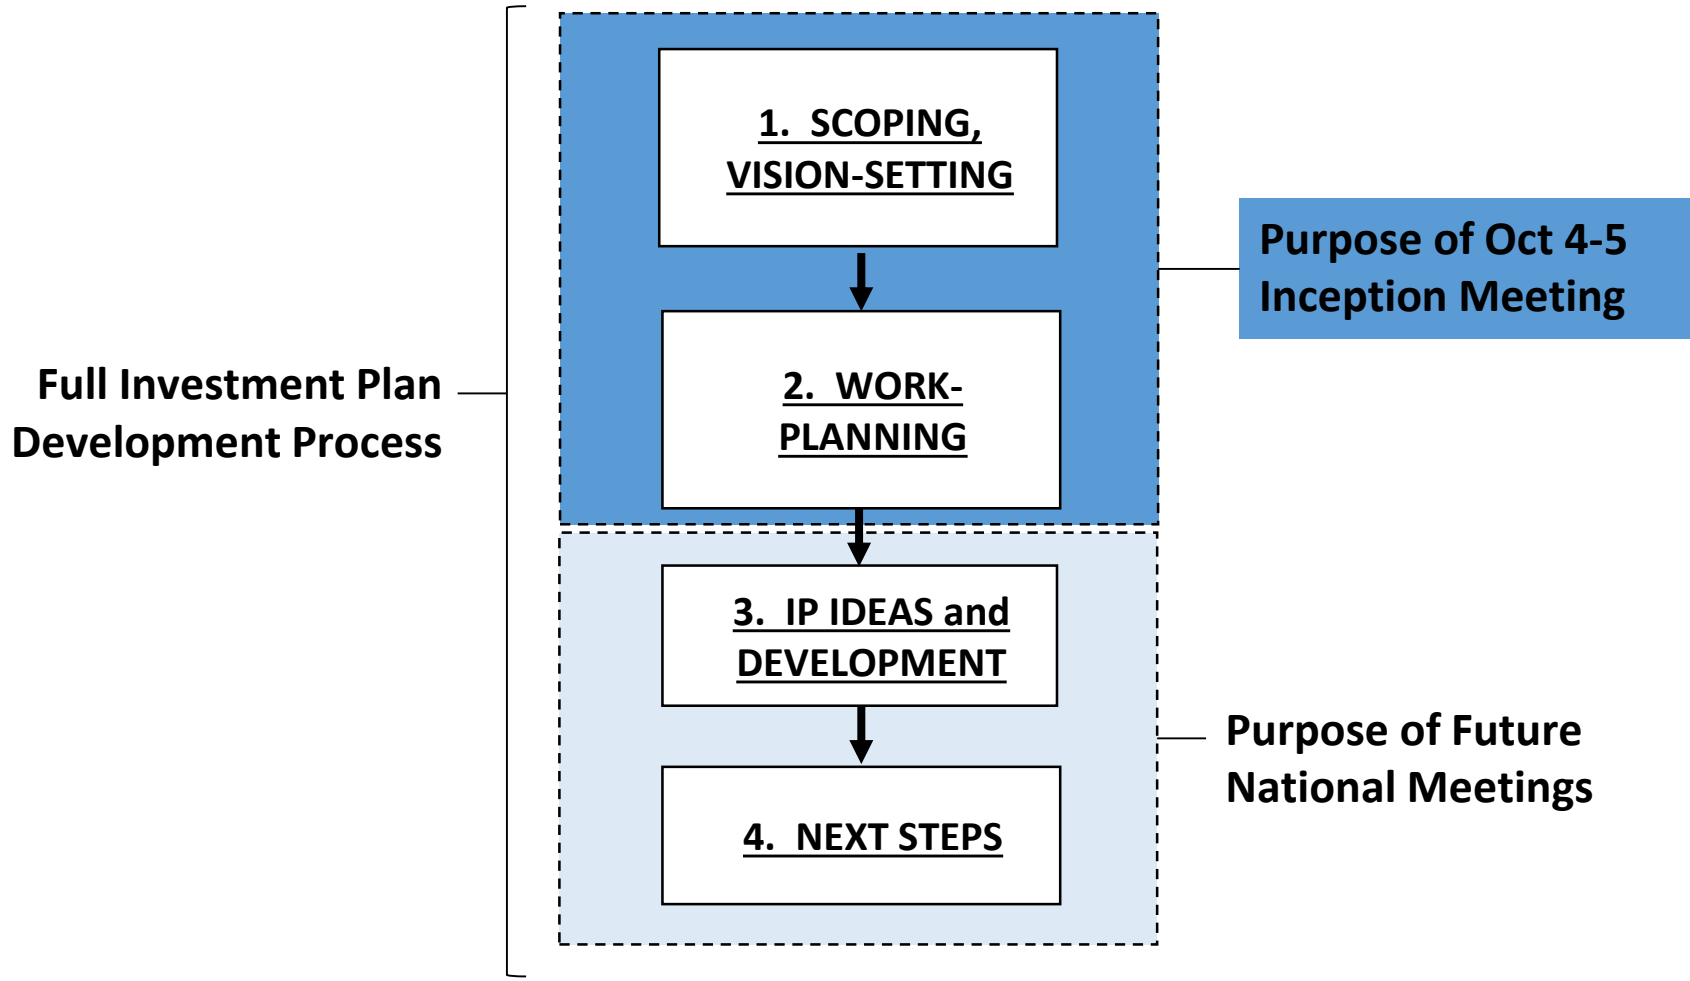 1. SCOPING,
VISION-SETTING
Purpose of Oct 4-5
Inception Meeting
Full Investment Plan
Development Process
2. WORK-
PLANNING
3. IP IDEAS and
DEVELOPMENT
Purpose of Future
National Meetings
4. NEXT STEPS